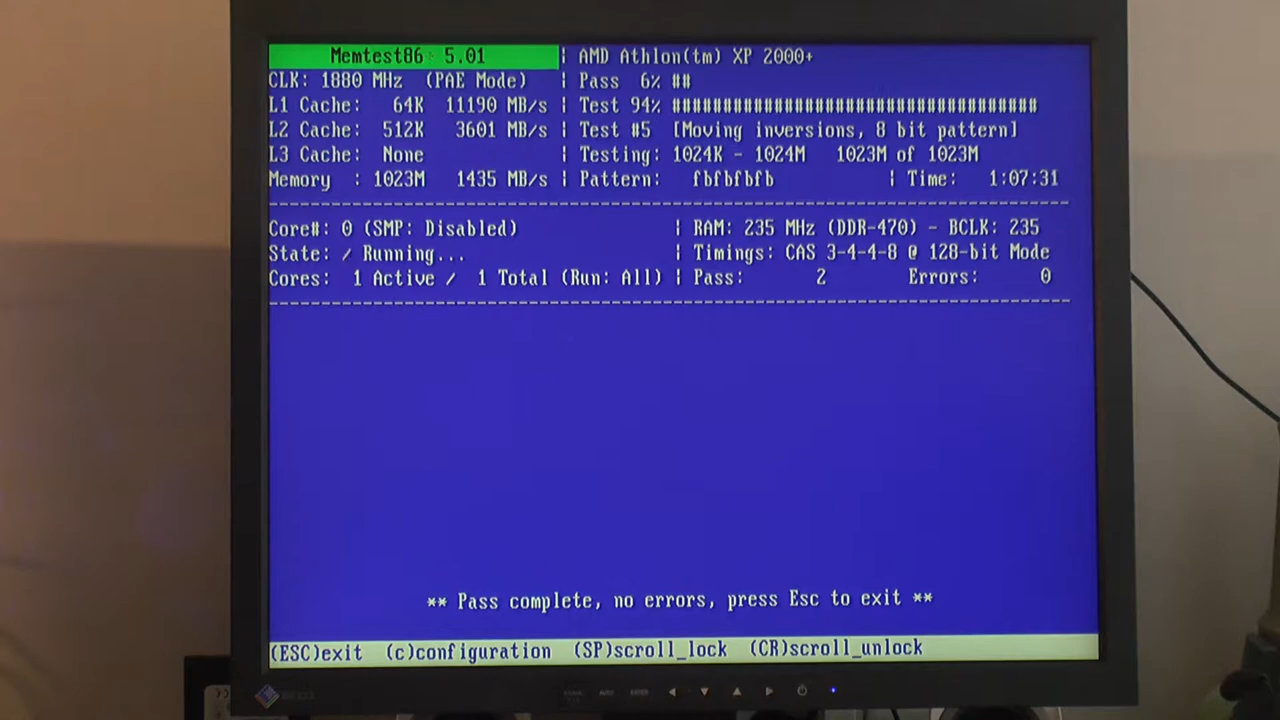 Memtest86 5.01 | AMD Athlon(tm) XP 2000+
CLK: 1880 MHz (PAE Mode) | Pass 6% ##
L1 Cache: 64K 11190 MB/s | Test 94% ###################################
L2 Cache: 512K 3601 MB/s | Test #5 [Moving inversions, 8 bit pattern]
L3 Cache: None | Testing: 1024K - 1024M 1023M of 1023M
Memory : 1023M 1435 MB/s | Pattern: fbfbfbfb | Time: 1:07:31
Core#: 0 (SMP: Disabled) | RAM: 235 MHz (DDR-470) - BCLK: 235
State: / Running... | Timings: CAS 3-4-4-8 @ 128-bit Mode
Cores: 1 Active / 1 Total (Run: All) | Pass: 2 Errors: 0
** Pass complete, no errors, press Esc to exit **
(ESC)exit (c)configuration (SP)scroll_lock (CR)scroll_unlock